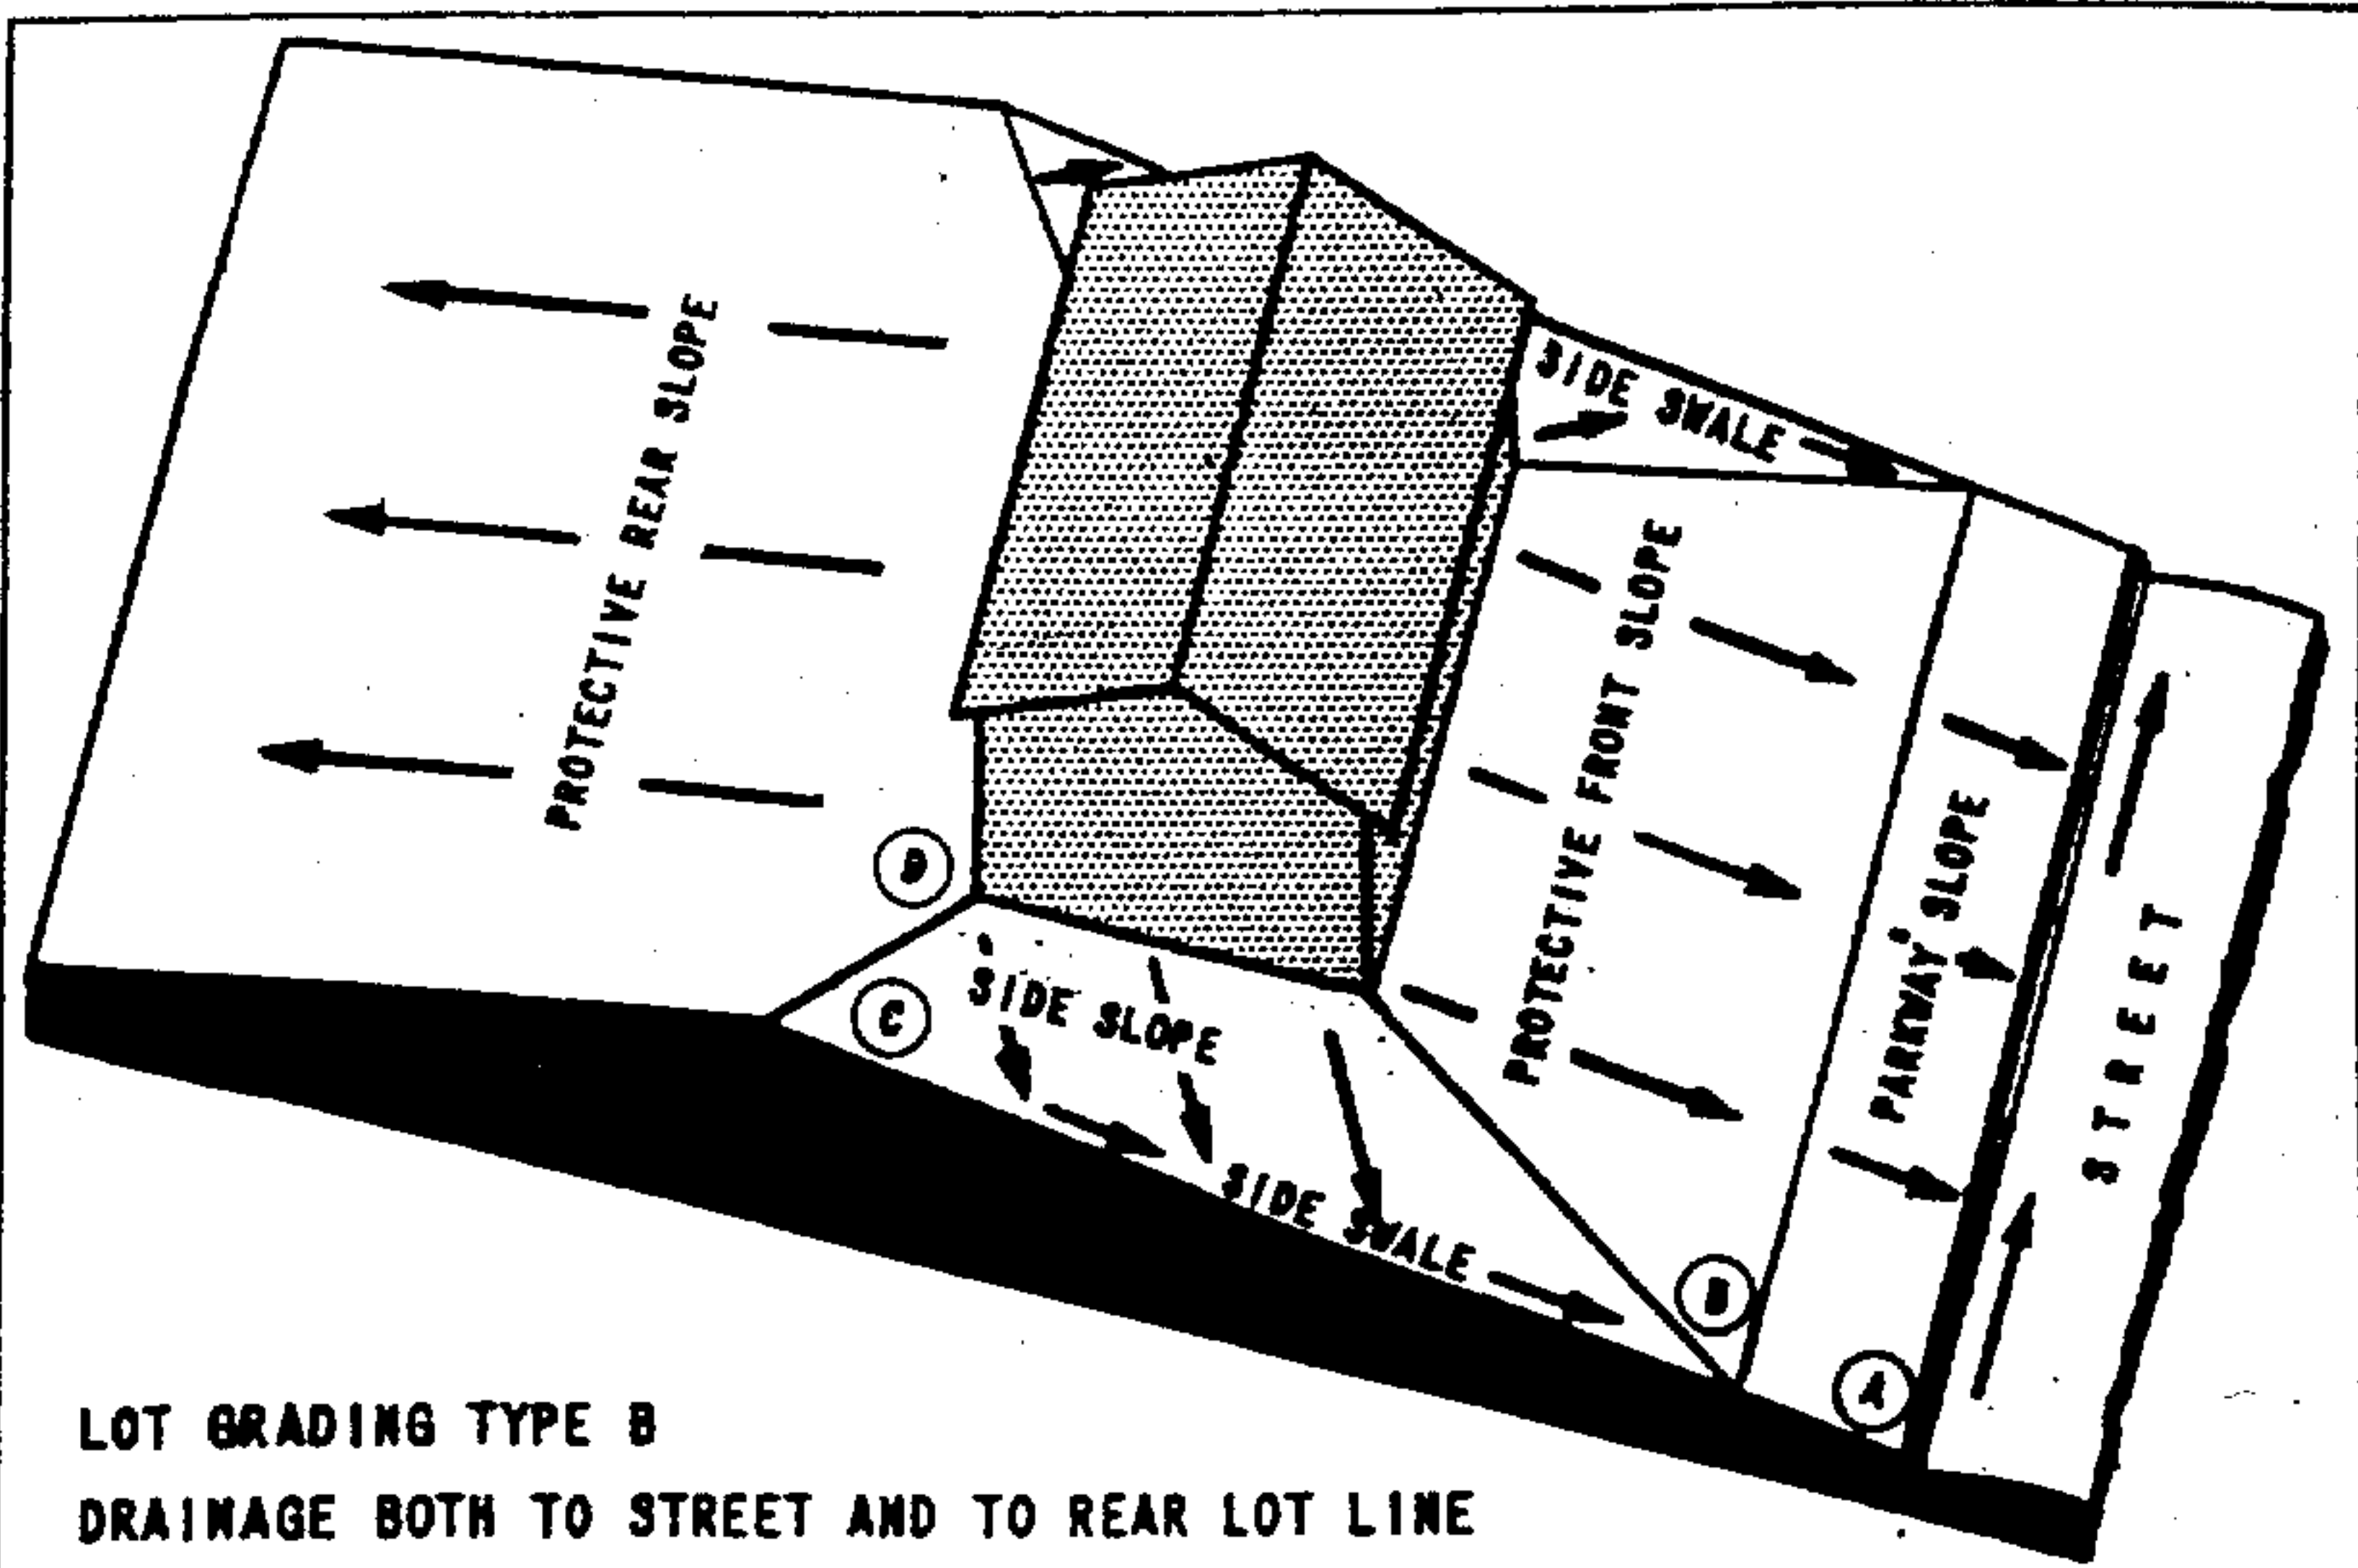 SIDE SWALE
PROTECTIVE REAR SLOPE
PROTECTIVE FRONT SLOPE
PARKWAY SLOPE
STREET
D
C
SIDE SLOPE
SIDE SWALE
B
A
LOT GRADING TYPE B
DRAINAGE BOTH TO STREET AND TO REAR LOT LINE